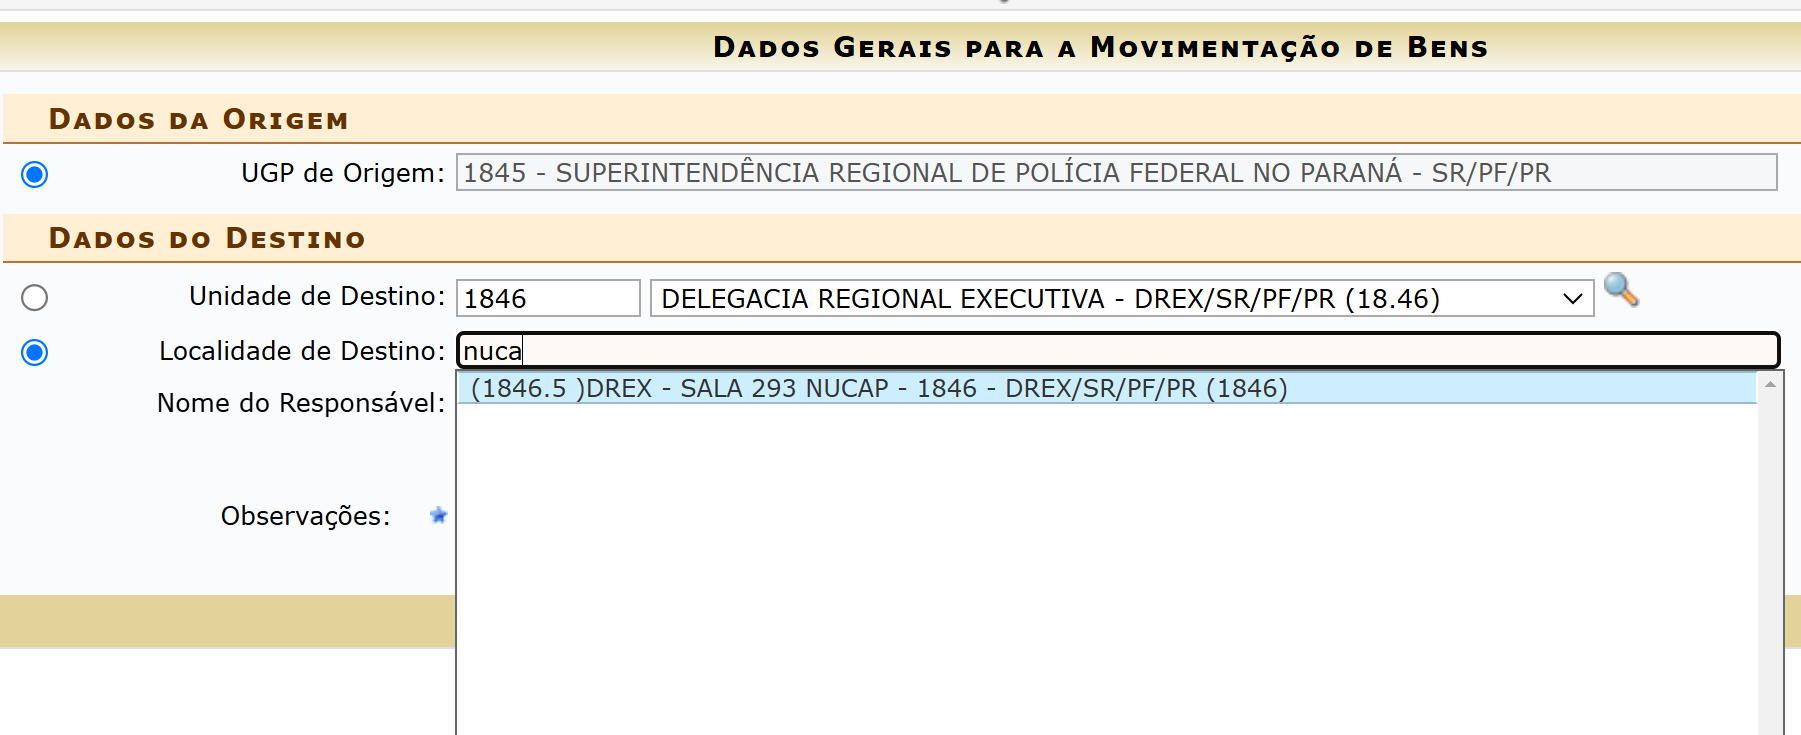 Dados Gerais para a Movimentação de Bens
Dados da Origem
UGP de Origem: 1845 - SUPERINTENDÊNCIA REGIONAL DE POLÍCIA FEDERAL NO PARANÁ - SR/PF/PR
Dados do Destino
Unidade de Destino: 1846 DELEGACIA REGIONAL EXECUTIVA - DREX/SR/PF/PR (18.46)
Localidade de Destino: nuca
(1846.5 )DREX - SALA 293 NUCAP - 1846 - DREX/SR/PF/PR (1846)
Nome do Responsável:
Observações: